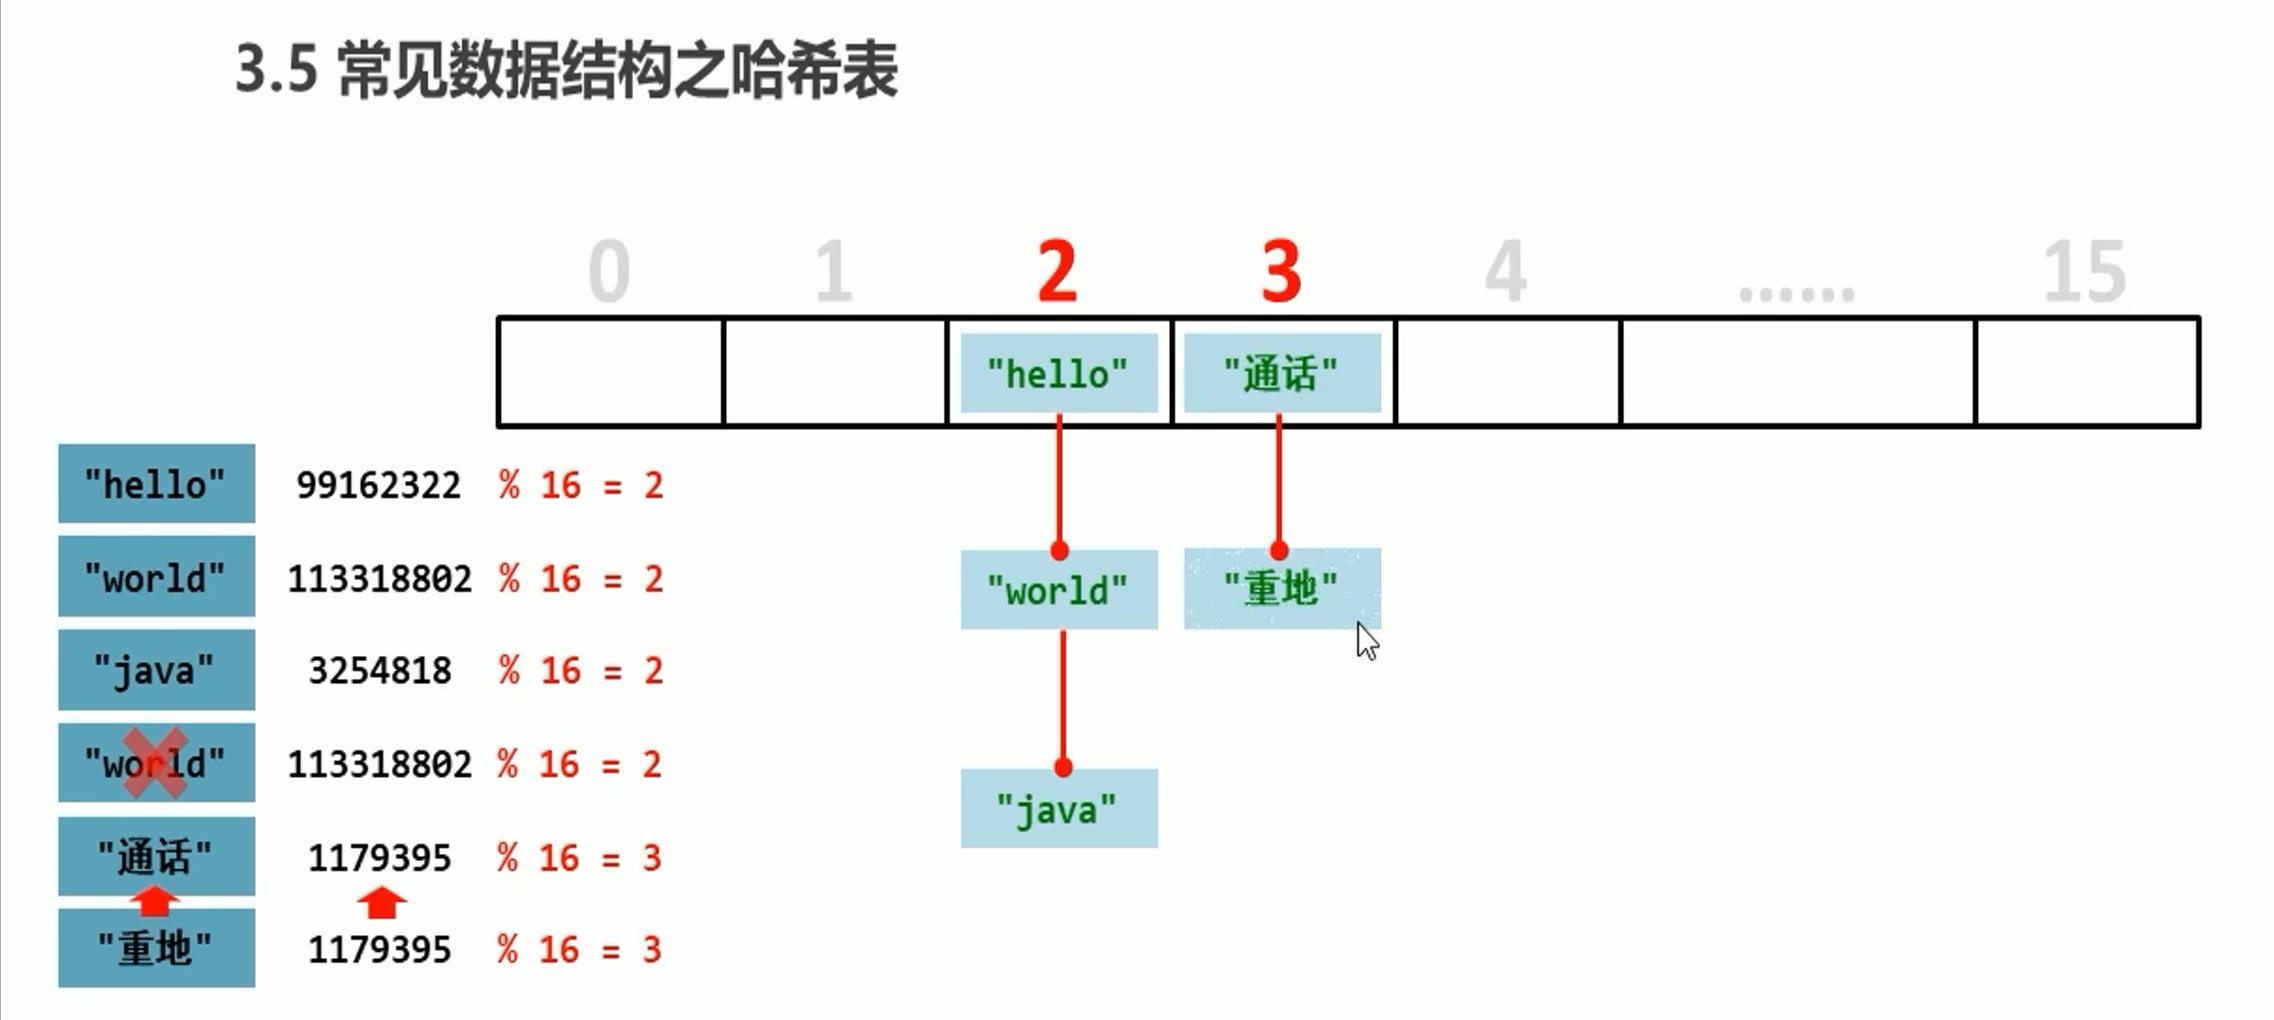 3.5 常见数据结构之哈希表
0 1 2 3 4 …… 15
"hello" "通话"
"hello" 99162322 % 16 = 2
"world" 113318802 % 16 = 2
"world" "重地"
"java" 3254818 % 16 = 2
"world" 113318802 % 16 = 2
"java"
"通话" 1179395 % 16 = 3
"重地" 1179395 % 16 = 3